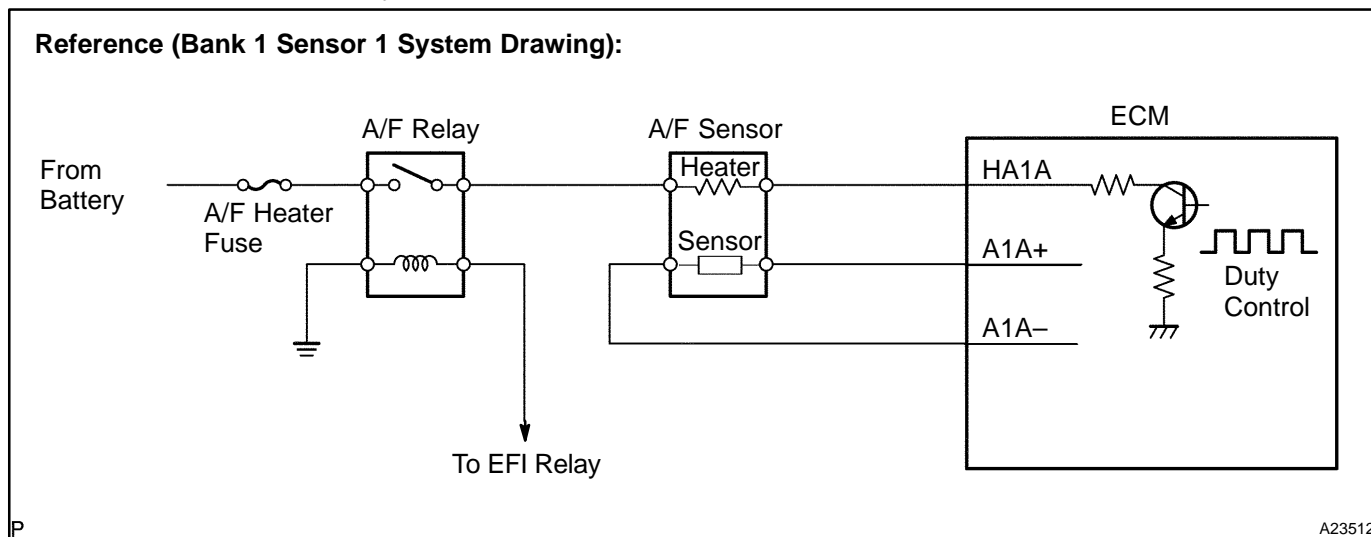 Reference (Bank 1 Sensor 1 System Drawing):
ECM
A/F Relay
A/F Sensor
From
Battery
Heater
HA1A
A/F Heater
Fuse
Sensor
A1A+
Duty
Control
A1A–
To EFI Relay
P
A23512